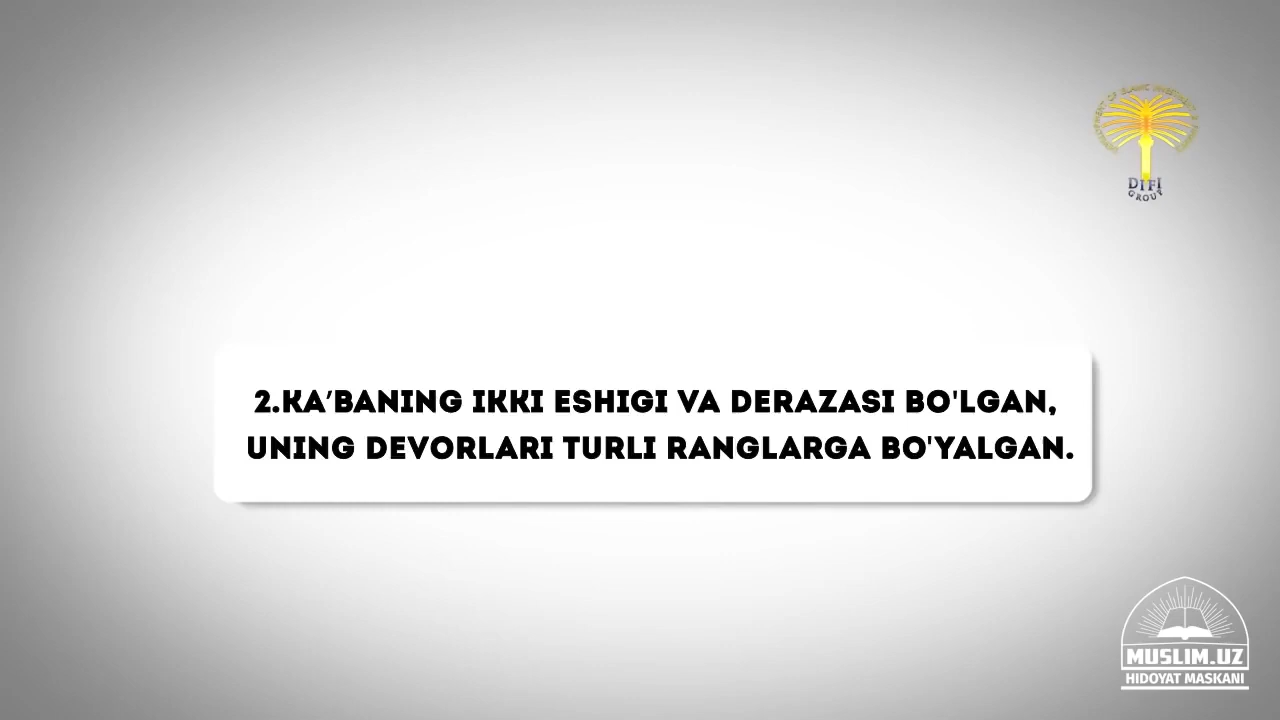 2.KA'BANING IKKI ESHIGI VA DERAZASI BO'LGAN,
UNING DEVORLARI TURLI RANGLARGA BO'YALGAN.
DIFI
GROUP
MUSLIM.UZ
HIDOYAT MASKANI